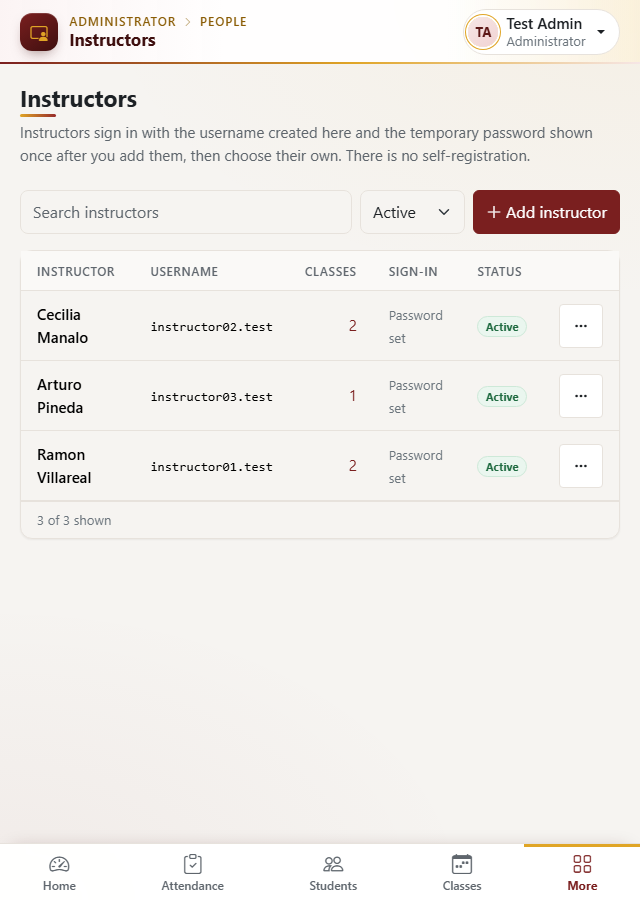 ADMINISTRATOR > PEOPLE
Instructors
TA
Test Admin
Administrator
Instructors
Instructors sign in with the username created here and the temporary password shown
once after you add them, then choose their own. There is no self-registration.
Search instructors
Active
+ Add instructor
INSTRUCTOR USERNAME CLASSES SIGN-IN STATUS
Cecilia
Manalo
instructor02.test
2
Password
set
Active
Arturo
Pineda
instructor03.test
1
Password
set
Active
Ramon
Villareal
instructor01.test
2
Password
set
Active
3 of 3 shown
Home
Attendance
Students
Classes
More